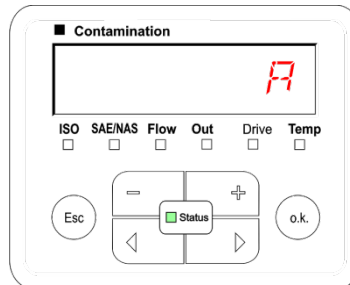 Contamination
A
ISO SAE/NAS Flow Out Drive Temp
− +
Esc Status o.k.